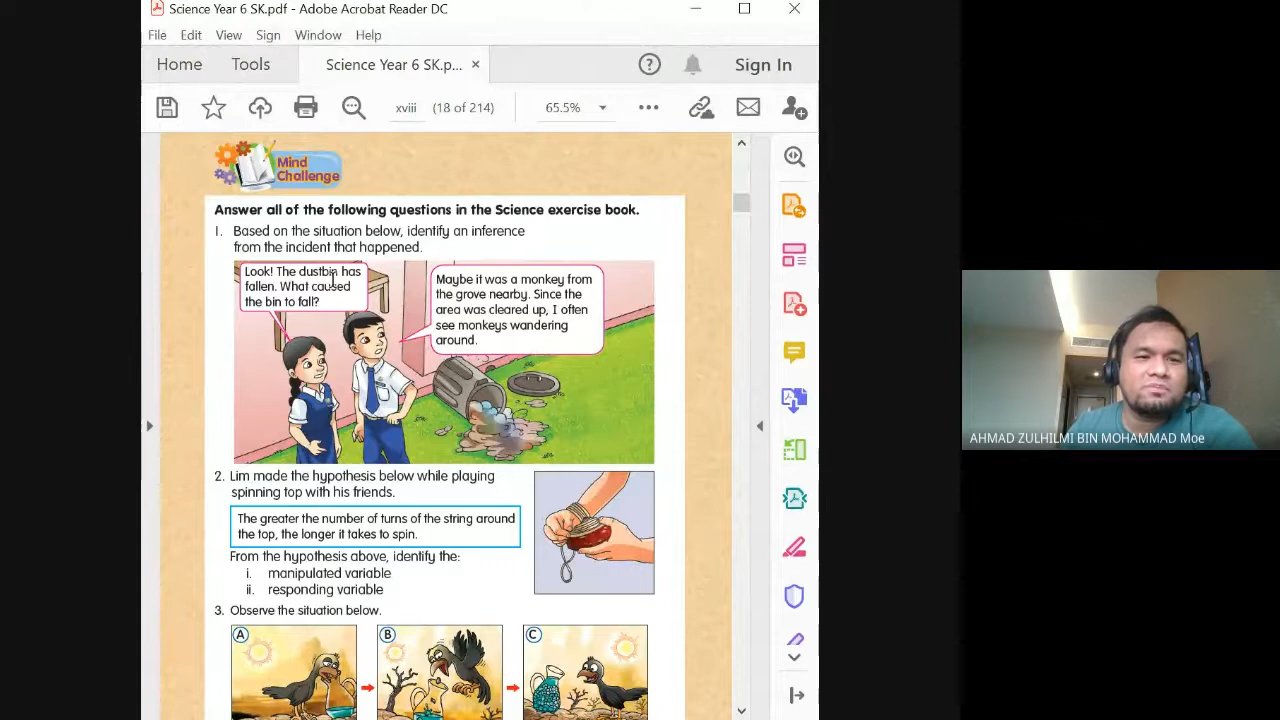 Science Year 6 SK.pdf - Adobe Acrobat Reader DC
File Edit View Sign Window Help
Home Tools Science Year 6 SK.p... × Sign In
xviii (18 of 214) 65.5%
Mind
Challenge
Answer all of the following questions in the Science exercise book.
1. Based on the situation below, identify an inference
from the incident that happened.
Look! The dustbin has
fallen. What caused
the bin to fall?
Maybe it was a monkey from
the grove nearby. Since the
area was cleared up, I often
see monkeys wandering
around.
2. Lim made the hypothesis below while playing
spinning top with his friends.
The greater the number of turns of the string around
the top, the longer it takes to spin.
From the hypothesis above, identify the:
i. manipulated variable
ii. responding variable
3. Observe the situation below.
A B C
AHMAD ZULHILMI BIN MOHAMMAD Moe